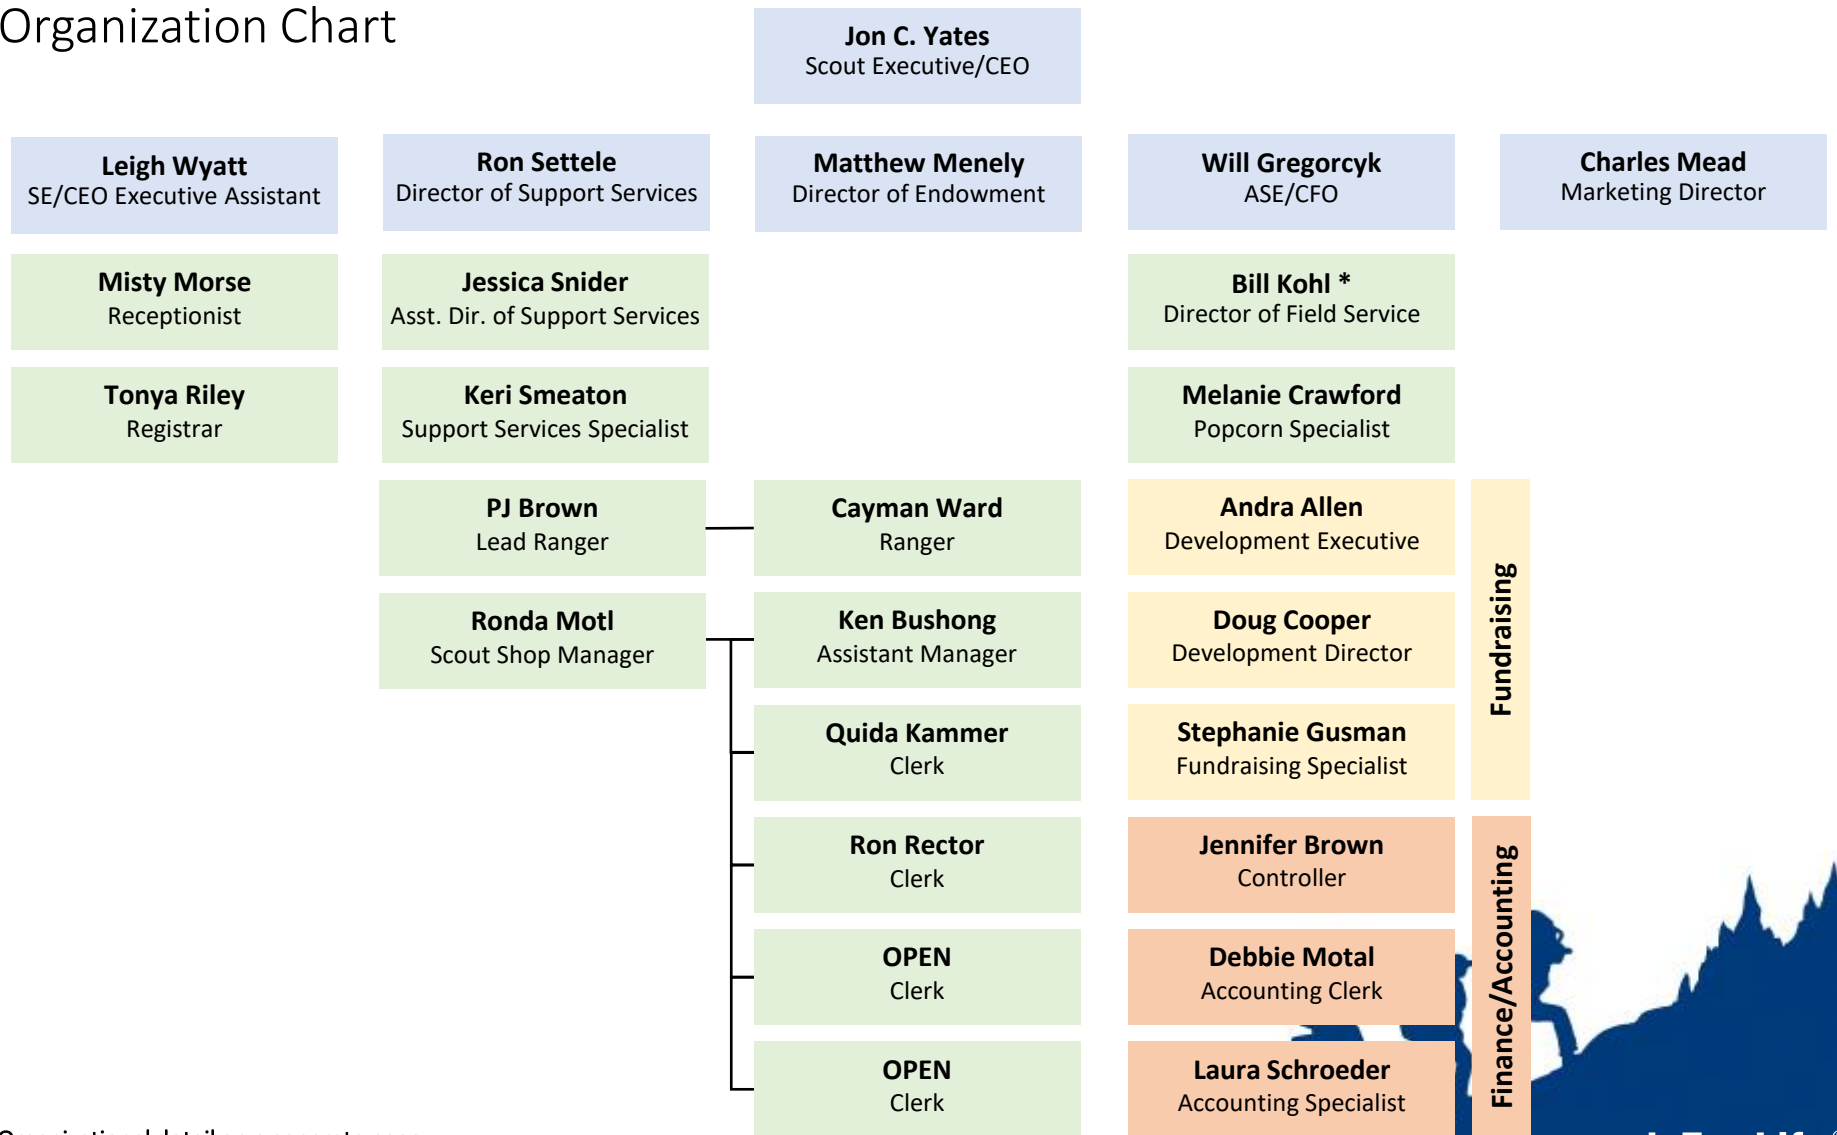 Organization Chart
Jon C. Yates
Scout Executive/CEO
Leigh Wyatt
SE/CEO Executive Assistant
Ron Settele
Director of Support Services
Matthew Menely
Director of Endowment
Will Gregorcyk
ASE/CFO
Charles Mead
Marketing Director
Misty Morse
Receptionist
Jessica Snider
Asst. Dir. of Support Services
Bill Kohl *
Director of Field Service
Tonya Riley
Registrar
Keri Smeaton
Support Services Specialist
Melanie Crawford
Popcorn Specialist
PJ Brown
Lead Ranger
Cayman Ward
Ranger
Andra Allen
Development Executive
Fundraising
Ronda Motl
Scout Shop Manager
Ken Bushong
Assistant Manager
Doug Cooper
Development Director
Quida Kammer
Clerk
Stephanie Gusman
Fundraising Specialist
Ron Rector
Clerk
Jennifer Brown
Controller
Finance/Accounting
OPEN
Clerk
Debbie Motal
Accounting Clerk
OPEN
Clerk
Laura Schroeder
Accounting Specialist